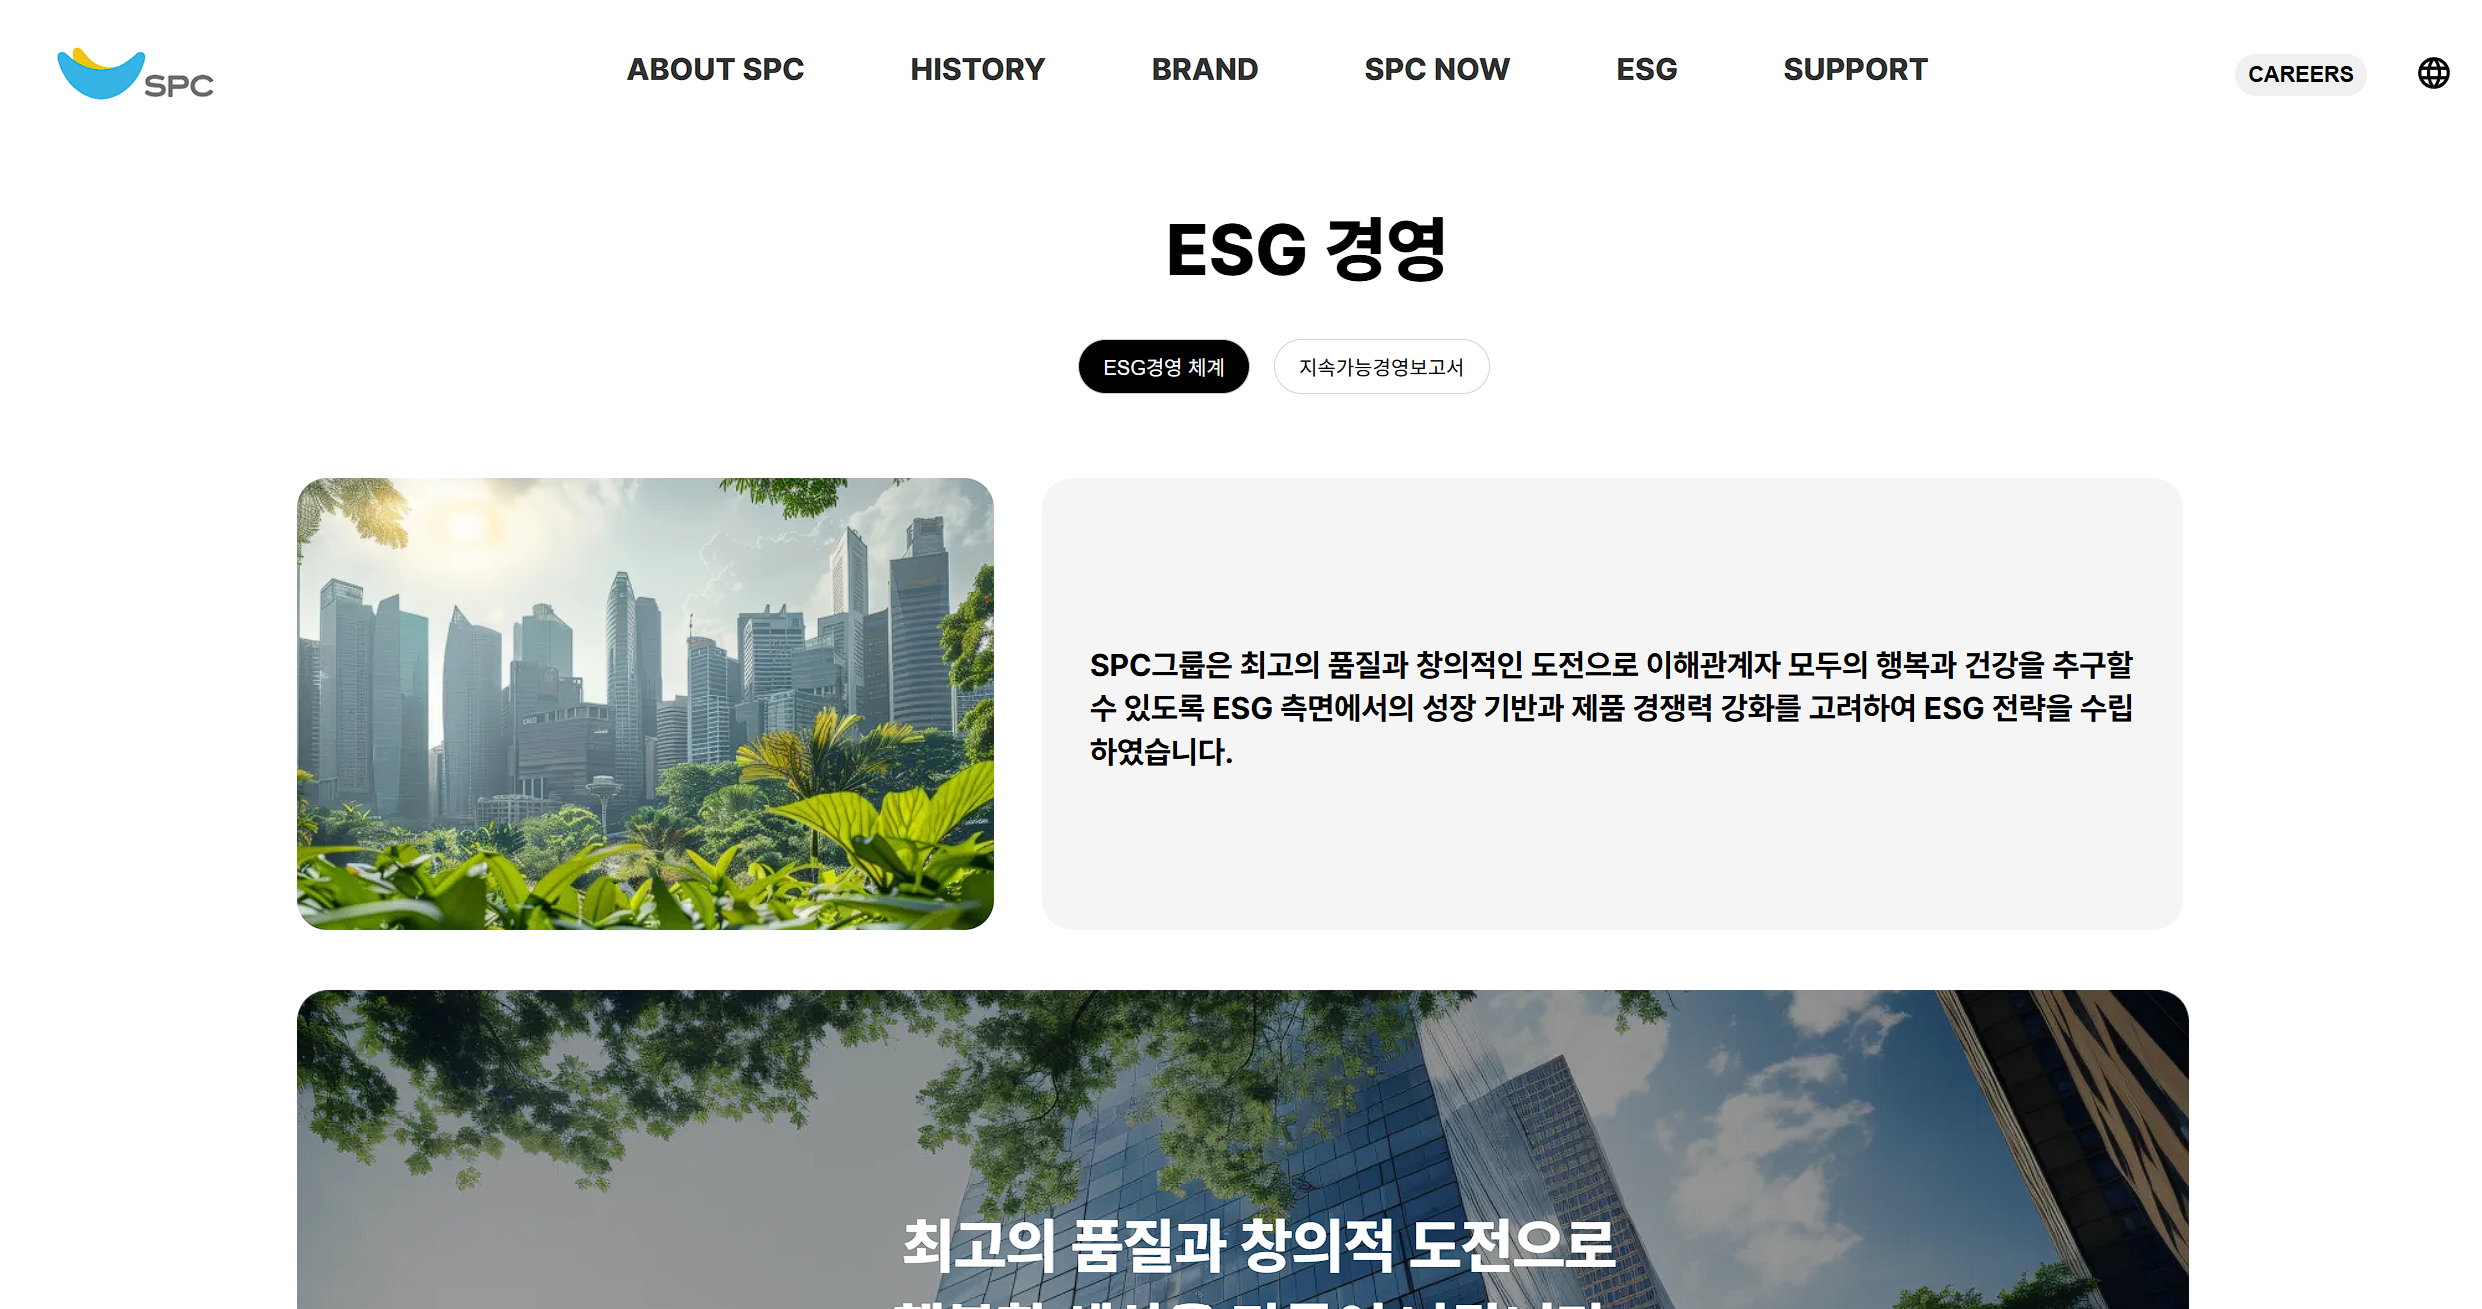 SPC
ABOUT SPC
HISTORY
BRAND
SPC NOW
ESG
SUPPORT
CAREERS
ESG 경영
ESG경영 체계
지속가능경영보고서
SPC그룹은 최고의 품질과 창의적인 도전으로 이해관계자 모두의 행복과 건강을 추구할
수 있도록 ESG 측면에서의 성장 기반과 제품 경쟁력 강화를 고려하여 ESG 전략을 수립
하였습니다.
최고의 품질과 창의적 도전으로